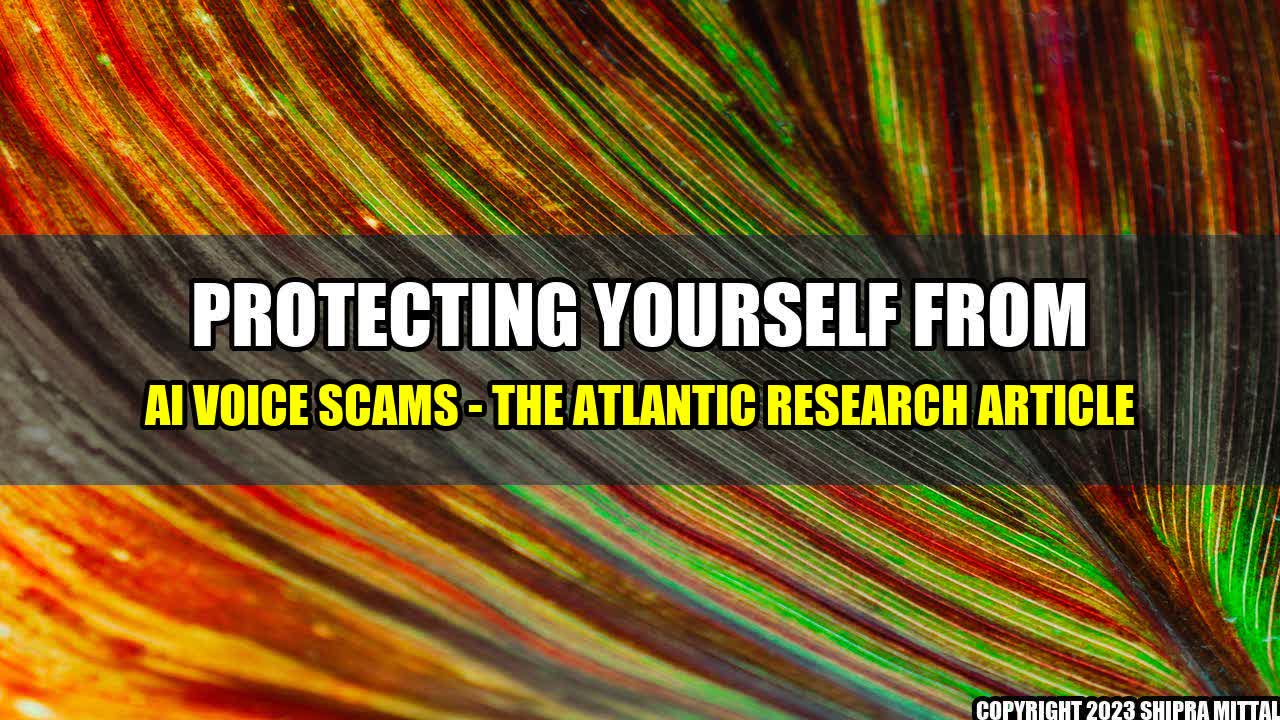 PROTECTING YOURSELF FROM
AI VOICE SCAMS - THE ATLANTIC RESEARCH ARTICLE
COPYRIGHT 2023 SHIPRA MITTAL